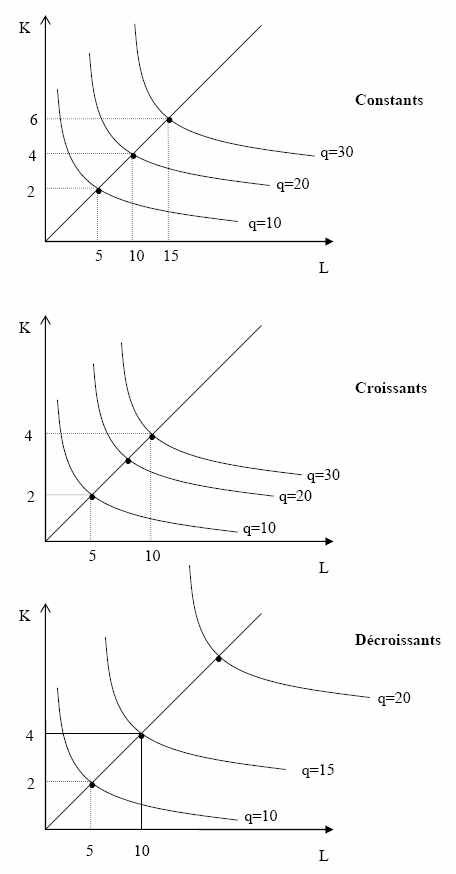 K
Constants
6
4
q=30
q=20
2
q=10
5 10 15
L
K
Croissants
4
q=30
q=20
2
q=10
5 10
L
K
Décroissants
q=20
4
q=15
2
q=10
5 10
L